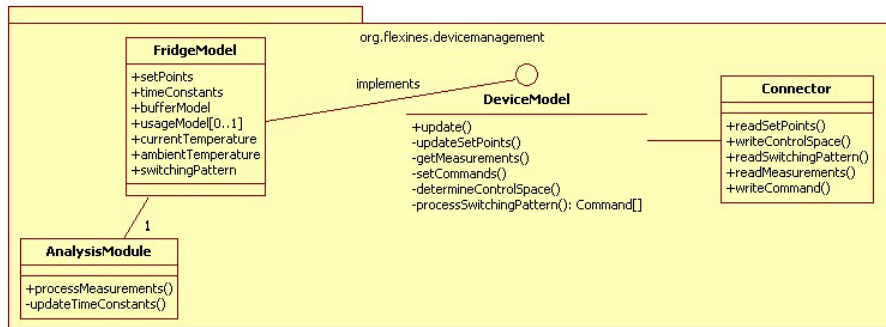 org.flexines.devicemanagement
FridgeModel
+setPoints
+timeConstants
+bufferModel
+usageModel[0..1]
+currentTemperature
+ambientTemperature
+switchingPattern
implements
DeviceModel
+update()
-updateSetPoints()
-getMeasurements()
-setCommands()
-determineControlSpace()
-processSwitchingPattern(): Command[]
Connector
+readSetPoints()
+writeControlSpace()
+readSwitchingPattern()
+readMeasurements()
+writeCommand()
1
AnalysisModule
+processMeasurements()
-updateTimeConstants()